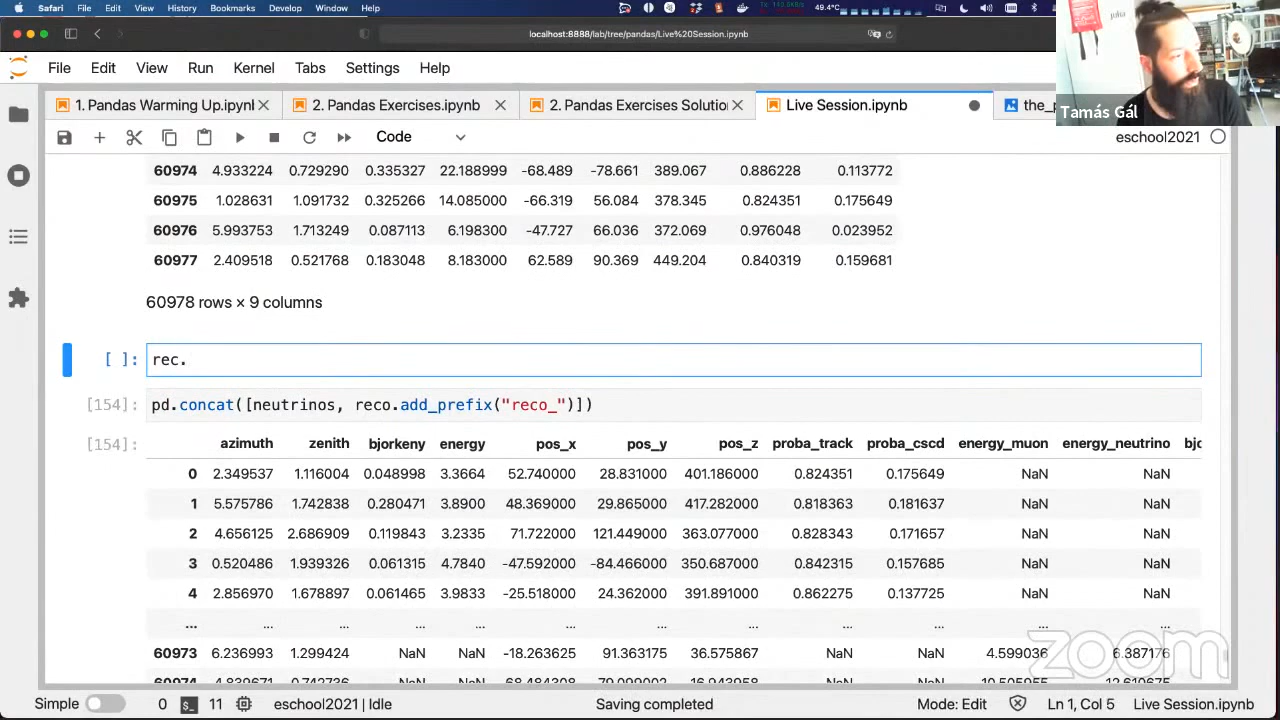 Safari File Edit View History Bookmarks Develop Window Help
49.4°C
localhost:8888/lab/tree/pandas/Live%20Session.ipynb
File Edit View Run Kernel Tabs Settings Help
1. Pandas Warming Up.ipynl 2. Pandas Exercises.ipynb 2. Pandas Exercises Solutio Live Session.ipynb the_p
Tamás Gál
Code eschool2021
60974 4.933224 0.729290 0.335327 22.188999 -68.489 -78.661 389.067 0.886228 0.113772
60975 1.028631 1.091732 0.325266 14.085000 -66.319 56.084 378.345 0.824351 0.175649
60976 5.993753 1.713249 0.087113 6.198300 -47.727 66.036 372.069 0.976048 0.023952
60977 2.409518 0.521768 0.183048 8.183000 62.589 90.369 449.204 0.840319 0.159681
60978 rows × 9 columns
[ ]: rec.
[154]: pd.concat([neutrinos, reco.add_prefix("reco_")])
[154]: azimuth zenith bjorkeny energy pos_x pos_y pos_z proba_track proba_cscd energy_muon energy_neutrino bjc
0 2.349537 1.116004 0.048998 3.3664 52.740000 28.831000 401.186000 0.824351 0.175649 NaN NaN
1 5.575786 1.742838 0.280471 3.8900 48.369000 29.865000 417.282000 0.818363 0.181637 NaN NaN
2 4.656125 2.686909 0.119843 3.2335 71.722000 121.449000 363.077000 0.828343 0.171657 NaN NaN
3 0.520486 1.939326 0.061315 4.7840 -47.592000 -84.466000 350.687000 0.842315 0.157685 NaN NaN
4 2.856970 1.678897 0.061465 3.9833 -25.518000 24.362000 391.891000 0.862275 0.137725 NaN NaN
... ... ... ... ... ... ... ... ... ... ... ...
60973 6.236993 1.299424 NaN NaN -18.263625 91.363175 36.575867 NaN NaN 4.599036 6.387176
zoom
Simple 0 11 eschool2021 | Idle Saving completed Mode: Edit Ln 1, Col 5 Live Session.ipynb